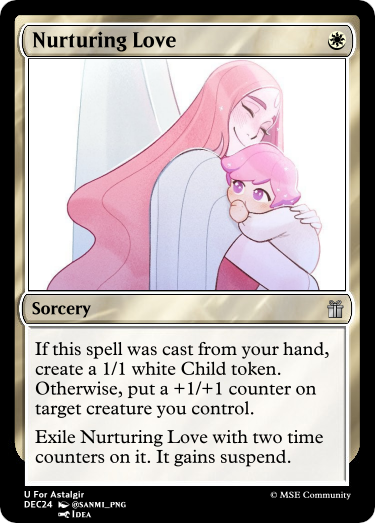 Nurturing Love
Sorcery
If this spell was cast from your hand,
create a 1/1 white Child token.
Otherwise, put a +1/+1 counter on
target creature you control.
Exile Nurturing Love with two time
counters on it. It gains suspend.
U For Astalgir
DEC24 @SANMI_PNG
IDEA
© MSE Community